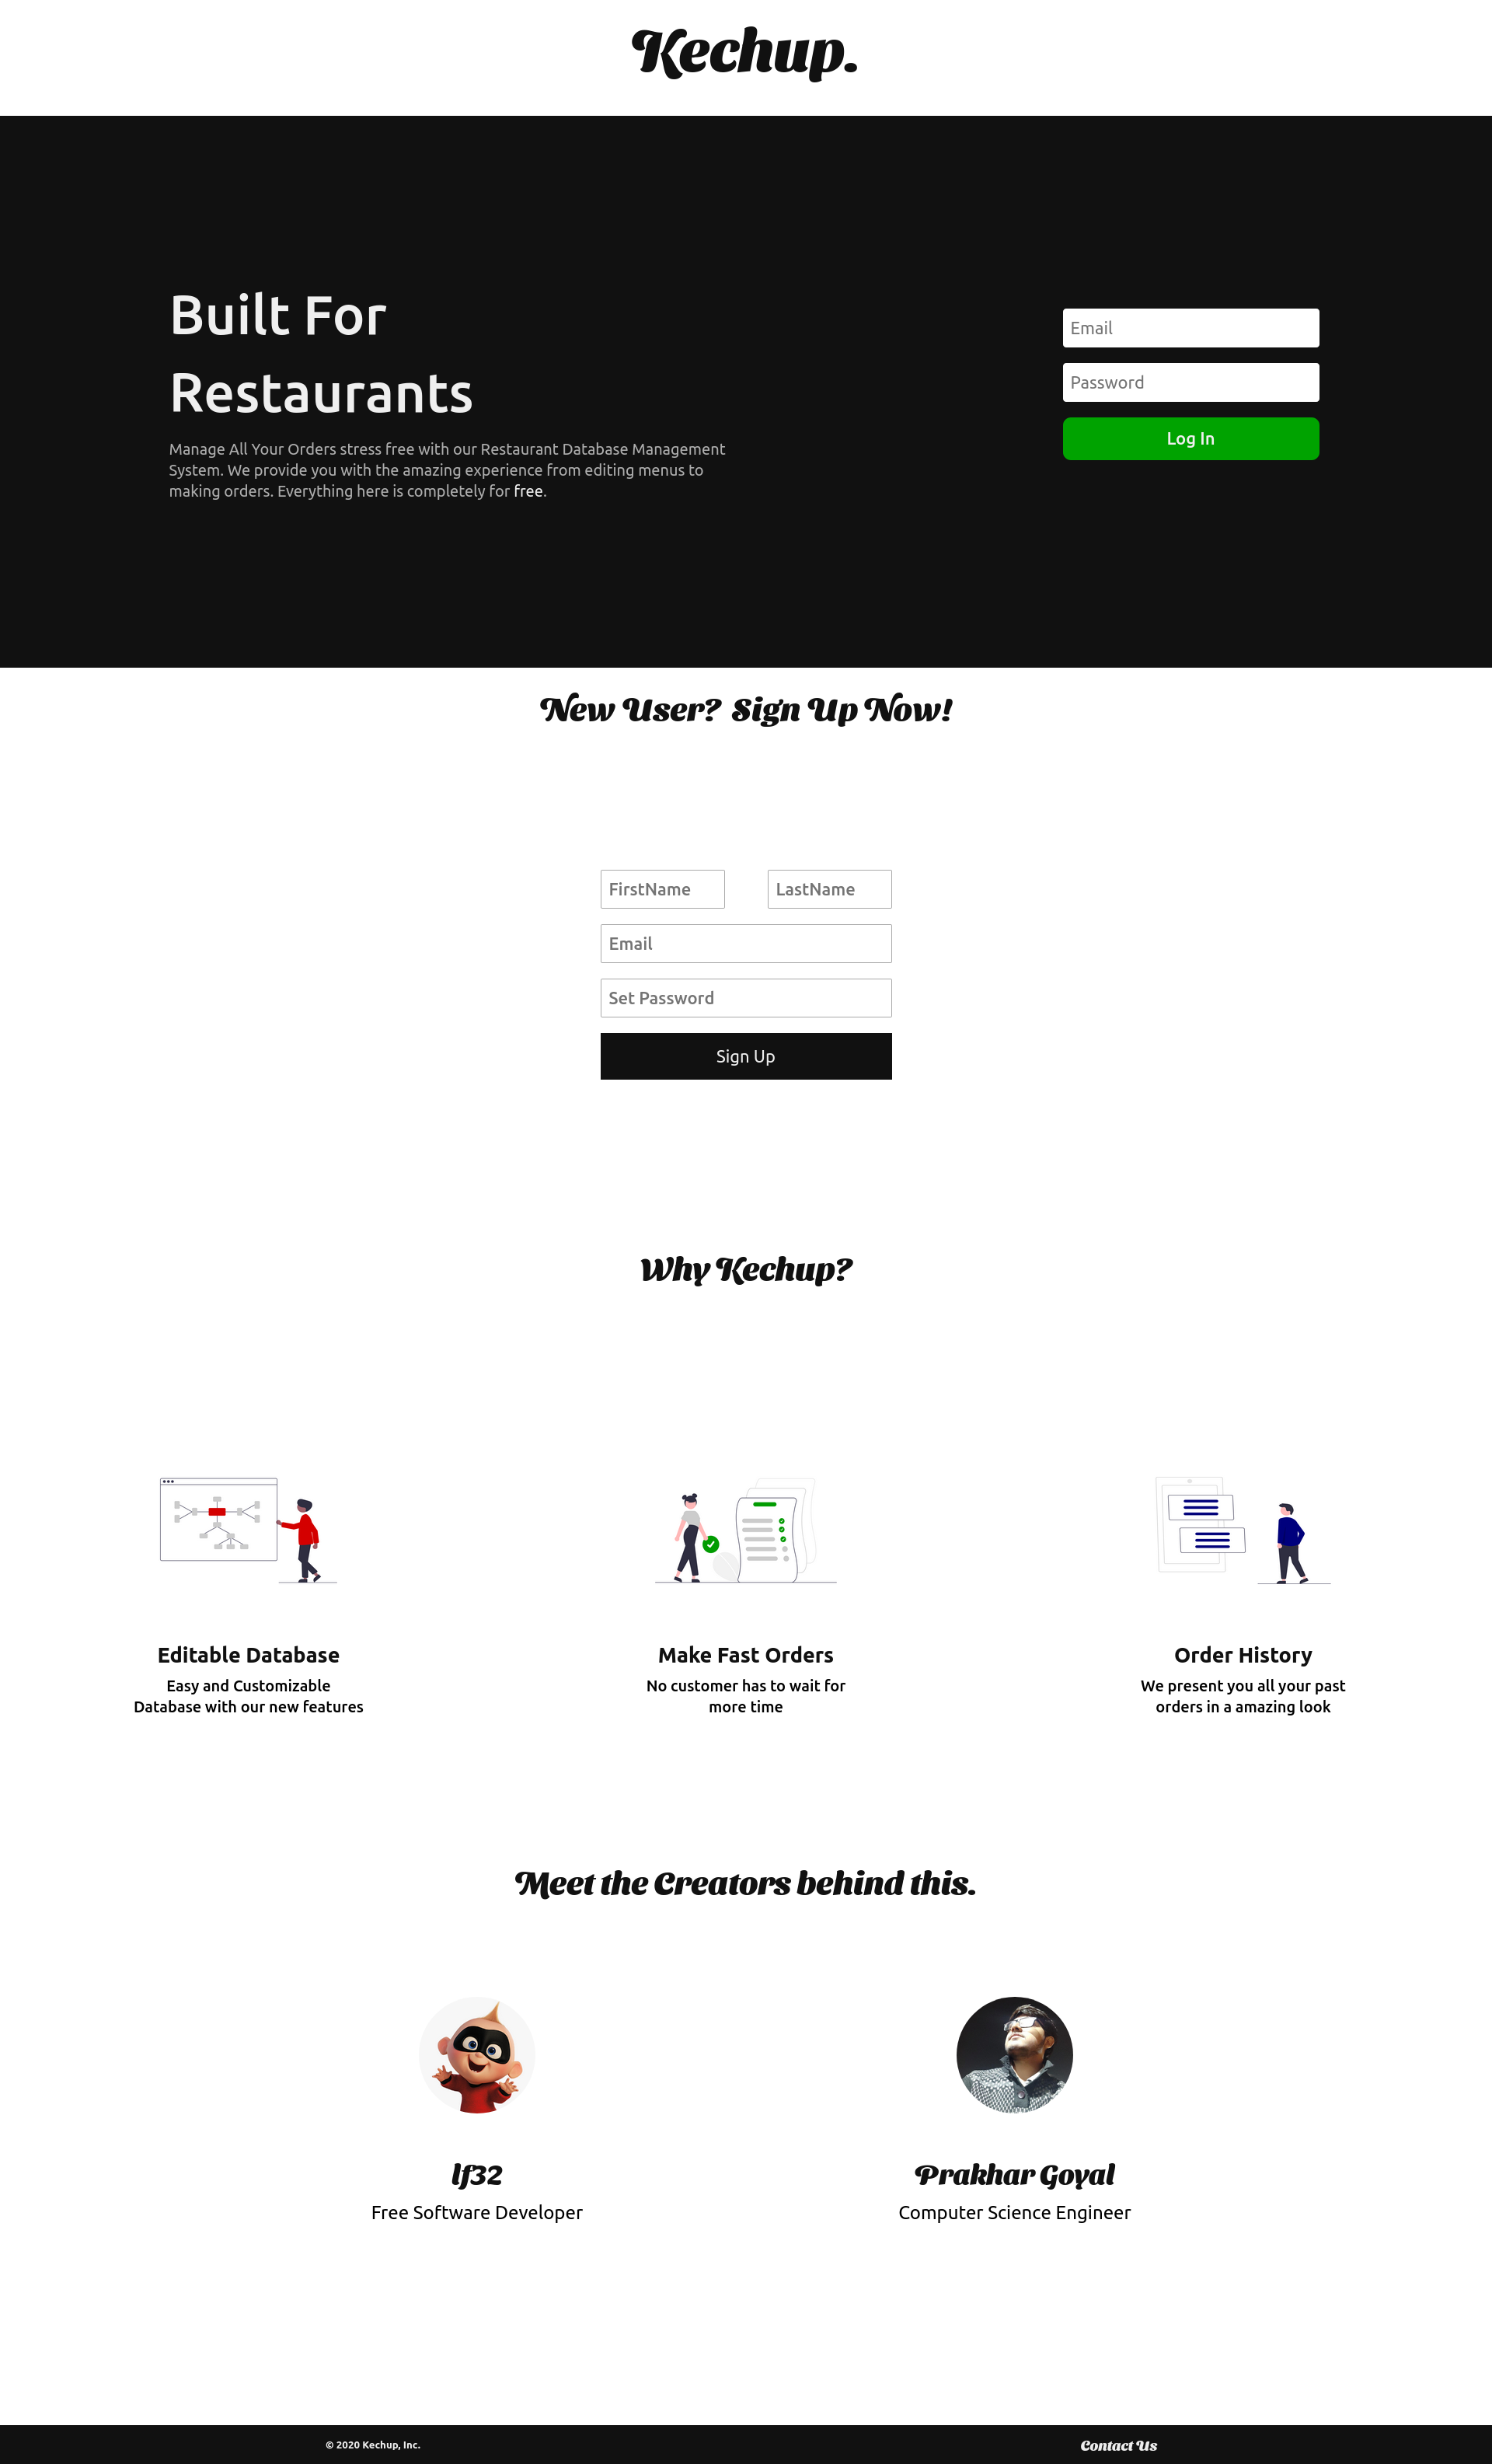 Kechup.
Built For
Restaurants
Manage All Your Orders stress free with our Restaurant Database Management
System. We provide you with the amazing experience from editing menus to
making orders. Everything here is completely for free.
Email
Password
Log In
New User? Sign Up Now!
FirstName
LastName
Email
Set Password
Sign Up
Why Kechup?
Editable Database
Easy and Customizable
Database with our new features
Make Fast Orders
No customer has to wait for
more time
Order History
We present you all your past
orders in a amazing look
Meet the Creators behind this.
lf32
Free Software Developer
Prakhar Goyal
Computer Science Engineer
© 2020 Kechup, Inc.
Contact Us